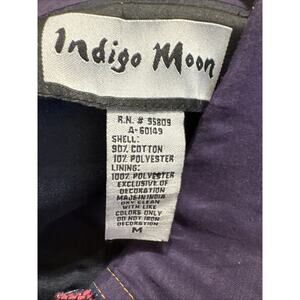 Indigo Moon
R.N. # 95809
A-60149
SHELL:
90% COTTON
10% POLYESTER
LINING:
100% POLYESTER
EXCLUSIVE OF
DECORATION
MADE IN INDIA
DRY CLEAN
WITH LIKE
COLORS ONLY
DO NOT IRON
DECORATION
M